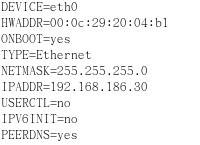 DEVICE=eth0
HWADDR=00:0c:29:20:04:b1
ONBOOT=yes
TYPE=Ethernet
NETMASK=255.255.255.0
IPADDR=192.168.186.30
USERCTL=no
IPV6INIT=no
PEERDNS=yes